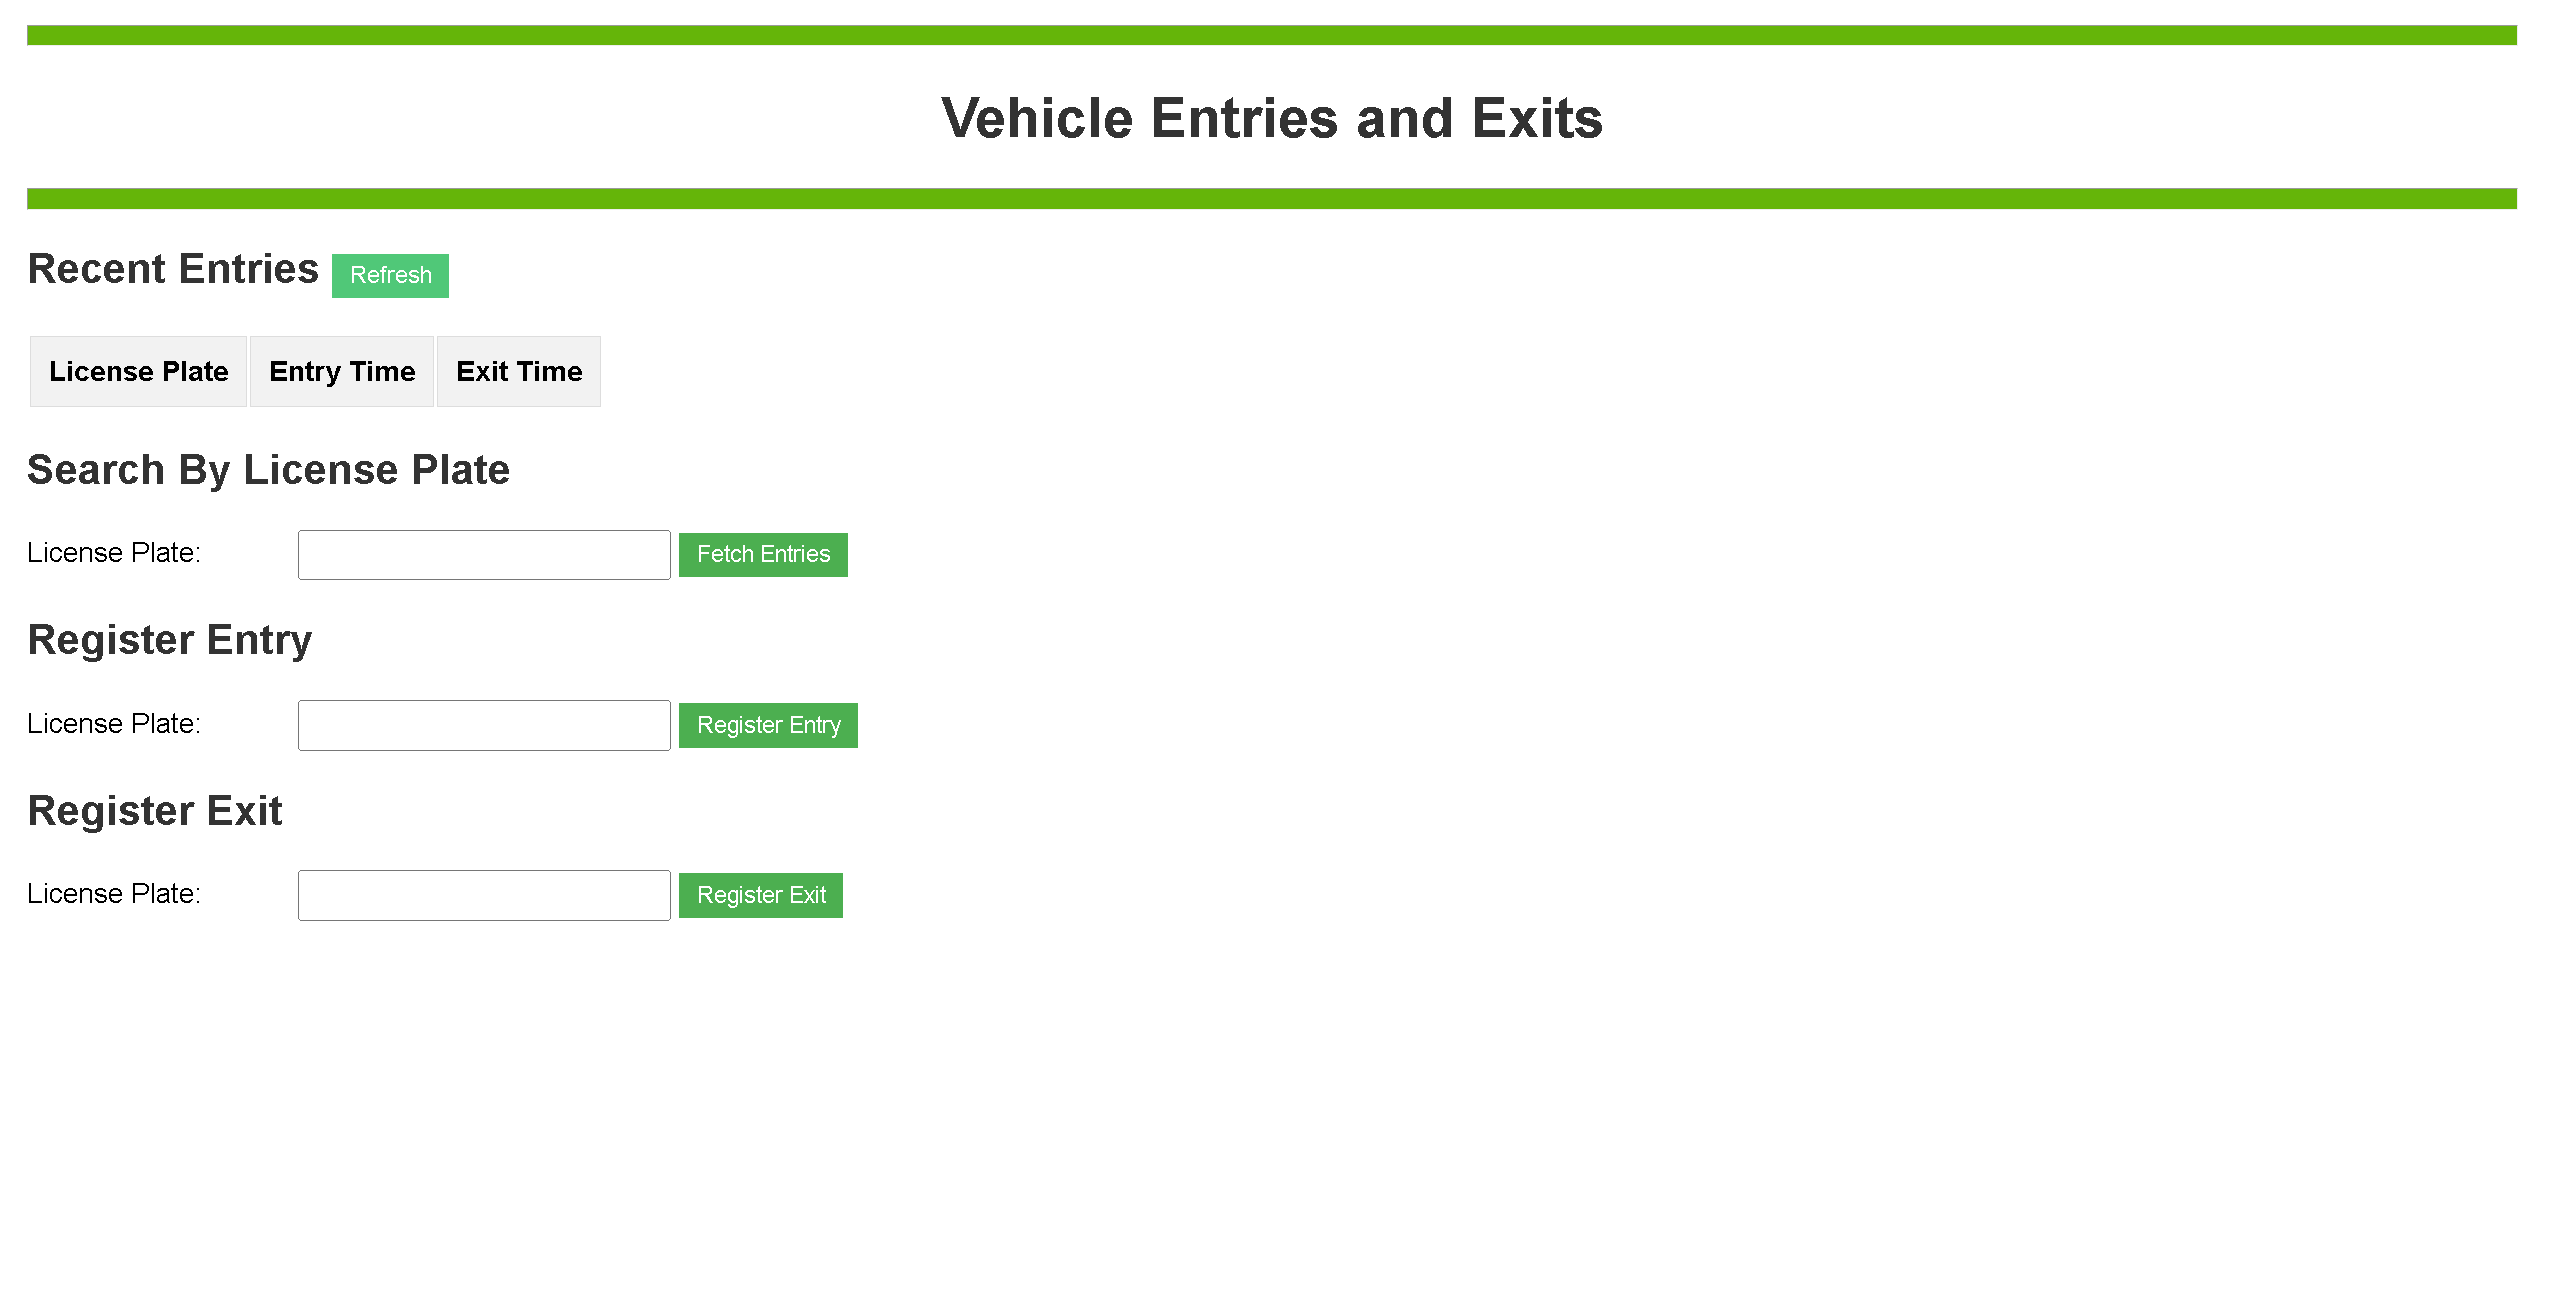 Vehicle Entries and Exits
Recent Entries Refresh
License Plate Entry Time Exit Time
Search By License Plate
License Plate: Fetch Entries
Register Entry
License Plate: Register Entry
Register Exit
License Plate: Register Exit